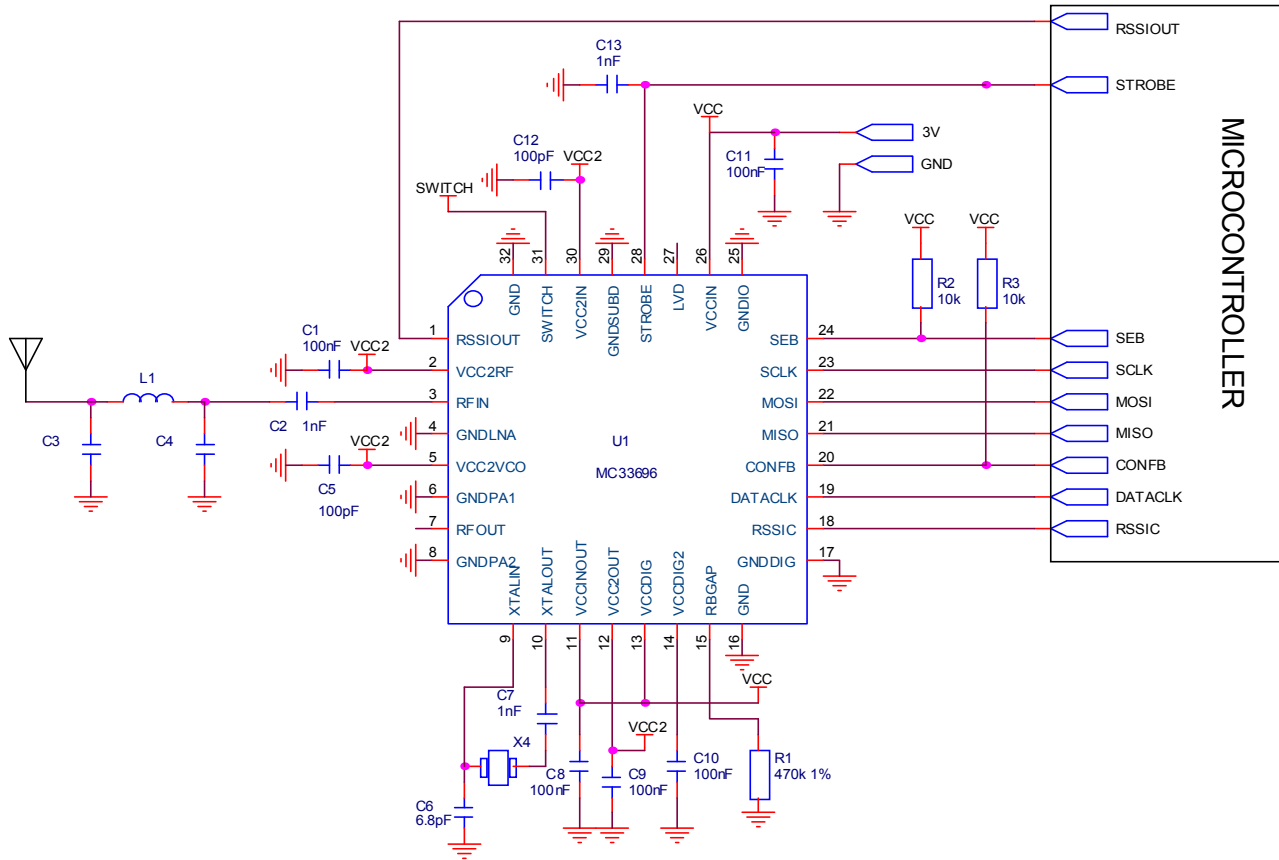 RSSIOUT
C13
1nF
STROBE
VCC
3V
C12
100pF
VCC2
C11
100nF
GND
SWITCH
VCC
VCC
MICROCONTROLLER
32
31
30
29
28
27
26
25
GND
SWITCH
VCC2IN
GNDSUBD
STROBE
LVD
VCCIN
GNDIO
R2
10k
R3
10k
C1
100nF
VCC2
1
RSSIOUT
SEB
24
SEB
2
VCC2RF
SCLK
23
SCLK
L1
3
RFIN
MOSI
22
MOSI
C2
1nF
C3
C4
4
GNDLNA
U1
MISO
21
MISO
VCC2
5
VCC2VCO
MC33696
CONFB
20
CONFB
C5
100pF
6
GNDPA1
DATACLK
19
DATACLK
7
RFOUT
RSSIC
18
RSSIC
8
GNDPA2
GNDDIG
17
XTALIN
XTALOUT
VCCINOUT
VCC2OUT
VCCDIG
VCCDIG2
RBGAP
GND
9
10
11
12
13
14
15
16
C7
1nF
VCC
VCC2
X4
C8
100nF
C9
100nF
C10
100nF
R1
470k 1%
C6
6.8pF